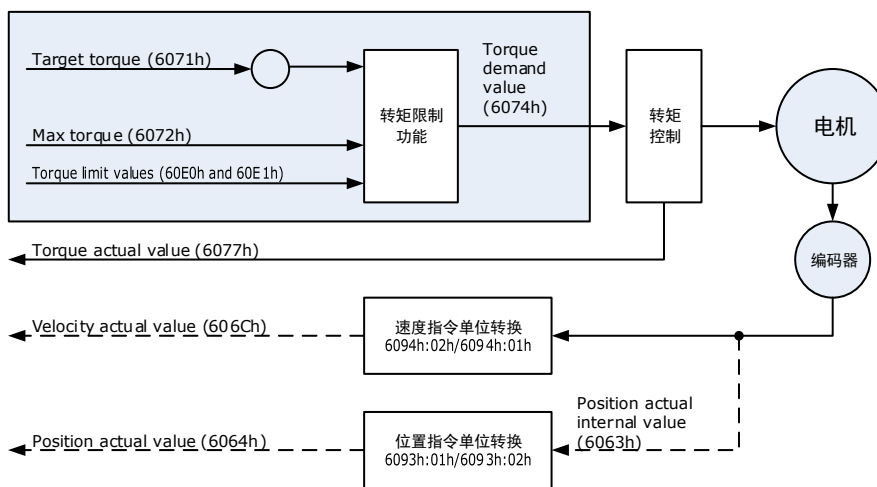 Target torque (6071h)
Max torque (6072h)
Torque limit values (60E0h and 60E1h)
转矩限制
功能
Torque
demand
value
(6074h)
转矩
控制
电机
Torque actual value (6077h)
编码器
Velocity actual value (606Ch)
速度指令单位转换
6094h:02h/6094h:01h
Position actual
internal value
(6063h)
Position actual value (6064h)
位置指令单位转换
6093h:01h/6093h:02h